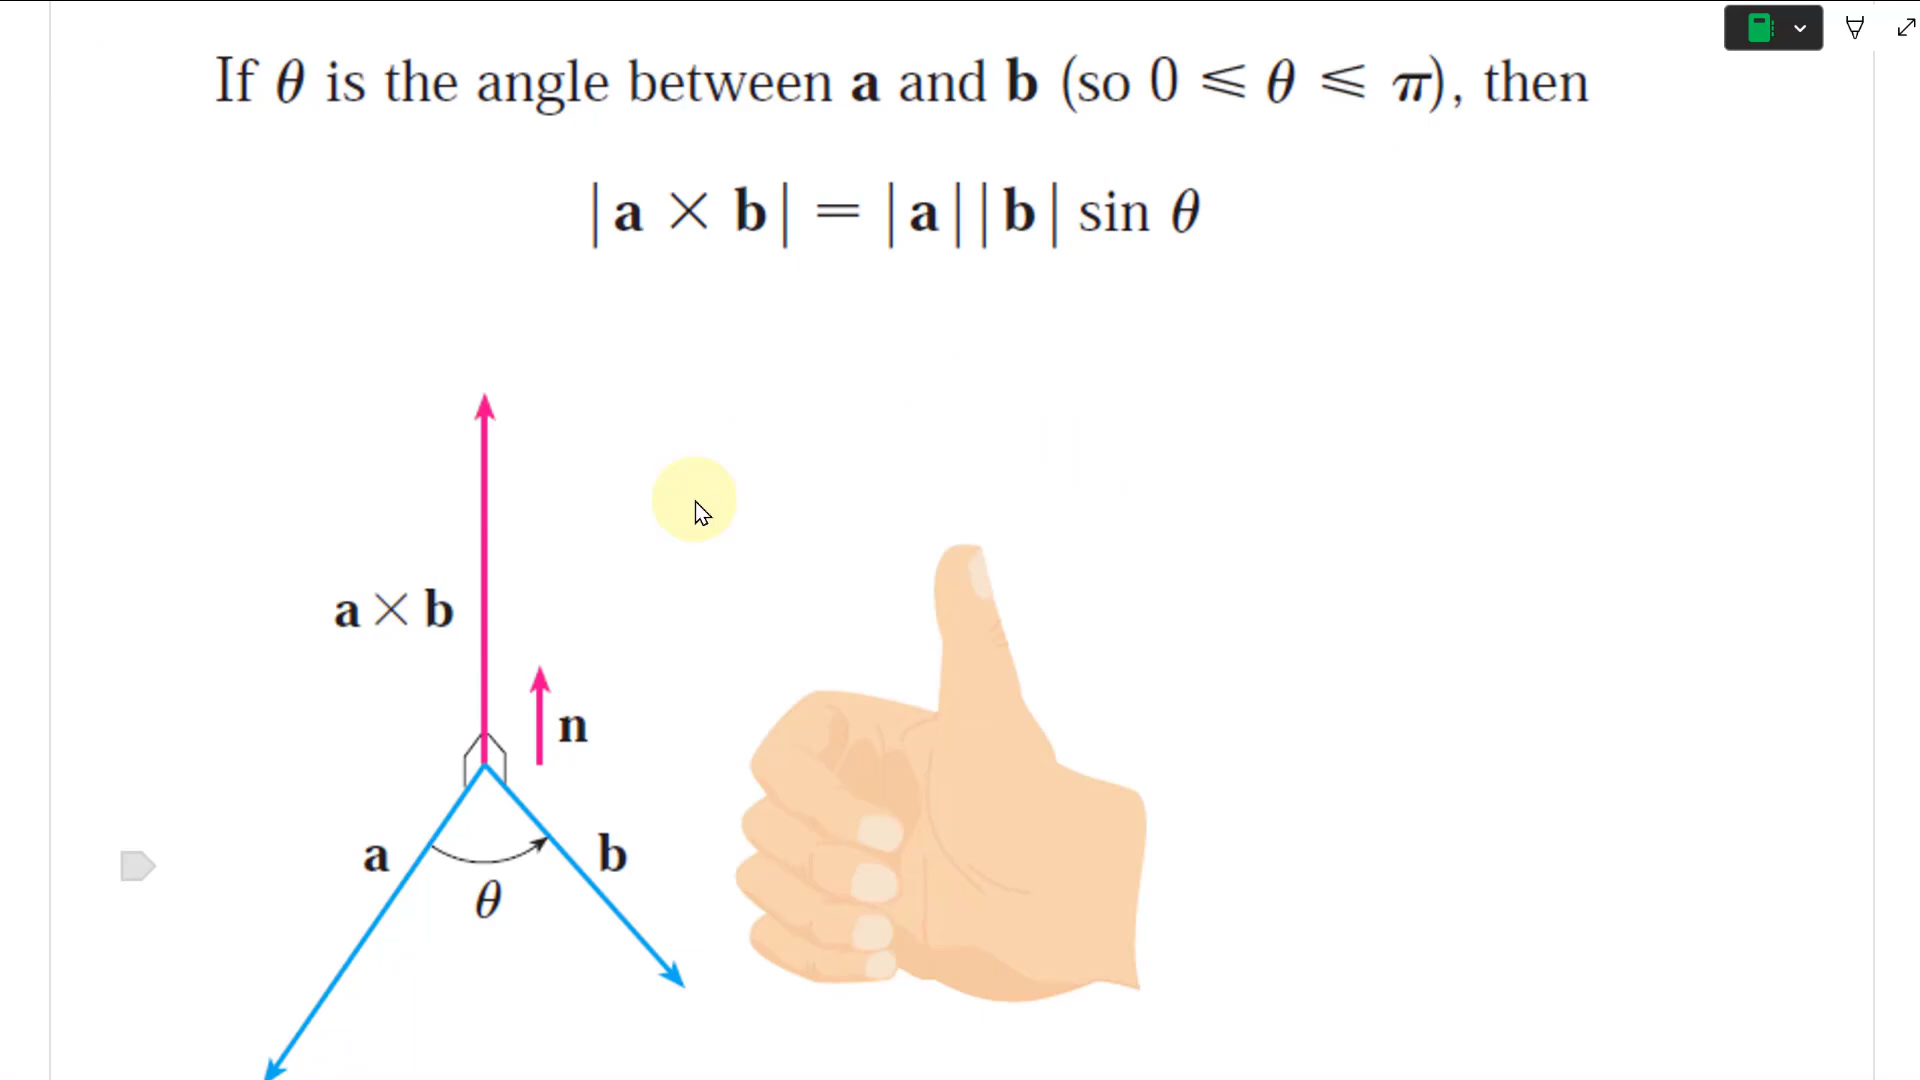 If θ is the angle between a and b (so 0 ⩽ θ ⩽ π), then
|a × b| = |a||b| sin θ
a × b
n
a
b
θ